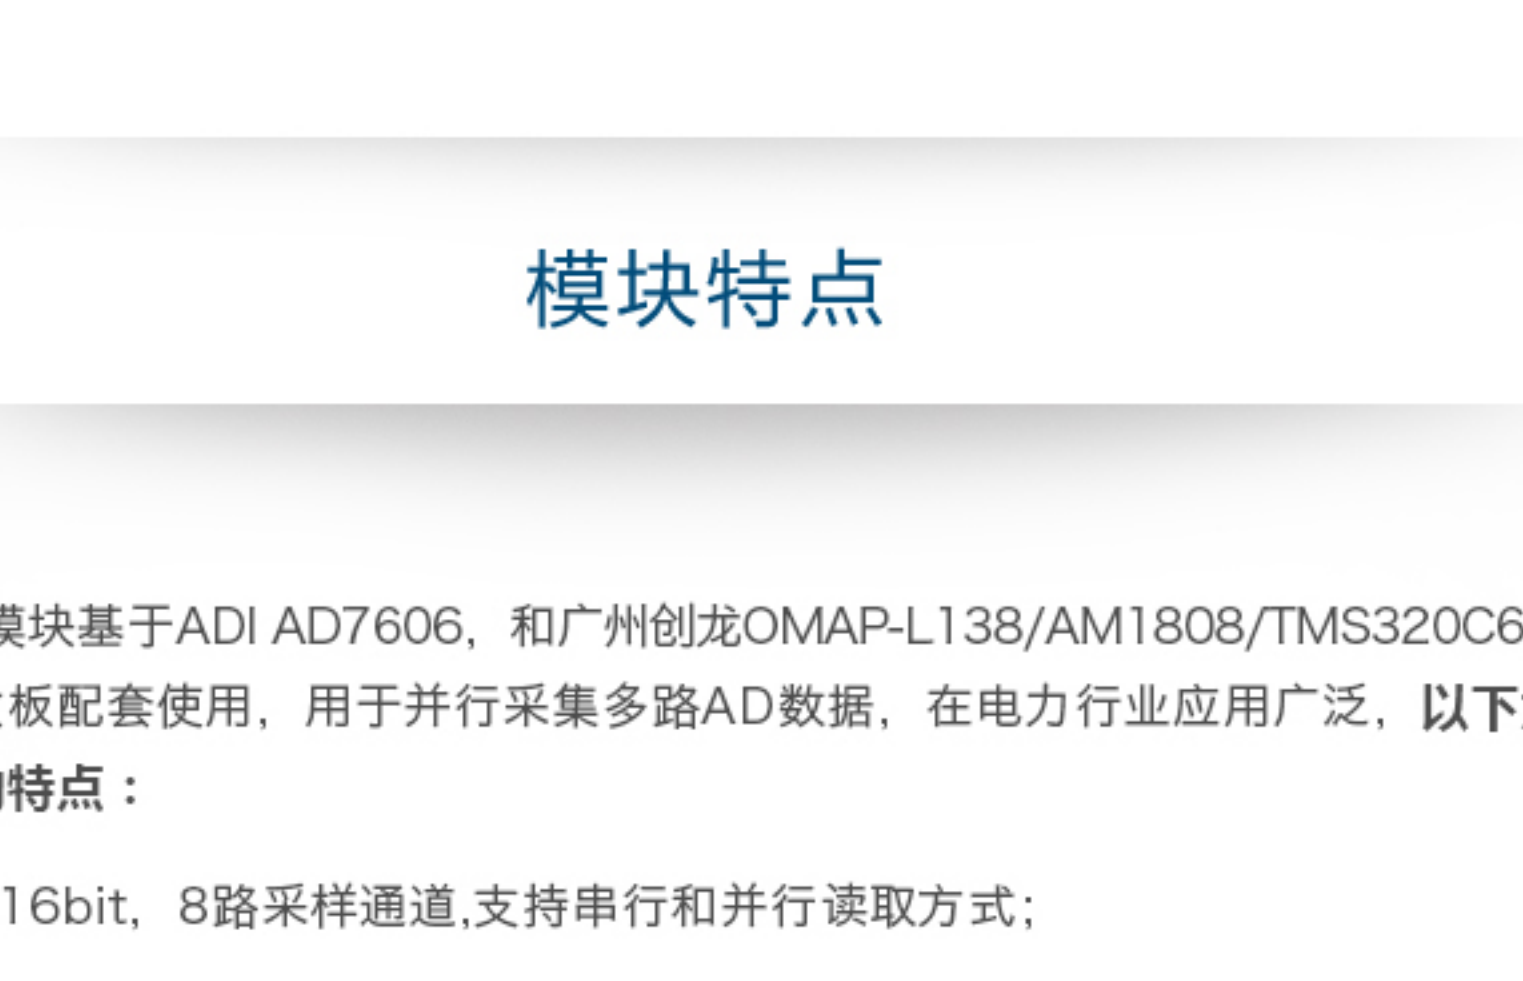 模块特点
模块基于ADI AD7606，和广州创龙OMAP-L138/AM1808/TMS320C6
板配套使用，用于并行采集多路AD数据，在电力行业应用广泛，以下
特点：
16bit，8路采样通道,支持串行和并行读取方式;